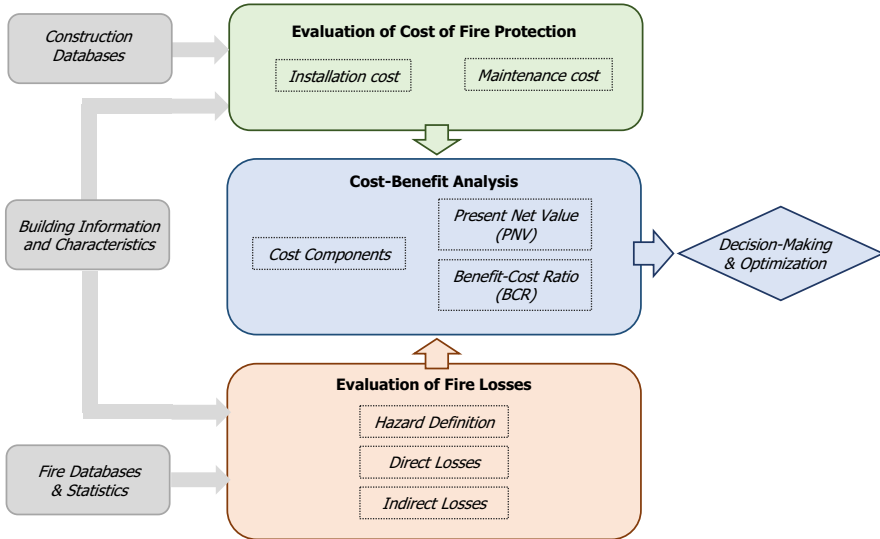 Construction
Databases
Evaluation of Cost of Fire Protection
Installation cost
Maintenance cost
Building Information
and Characteristics
Cost-Benefit Analysis
Cost Components
Present Net Value
(PNV)
Benefit-Cost Ratio
(BCR)
Decision-Making
& Optimization
Fire Databases
& Statistics
Evaluation of Fire Losses
Hazard Definition
Direct Losses
Indirect Losses